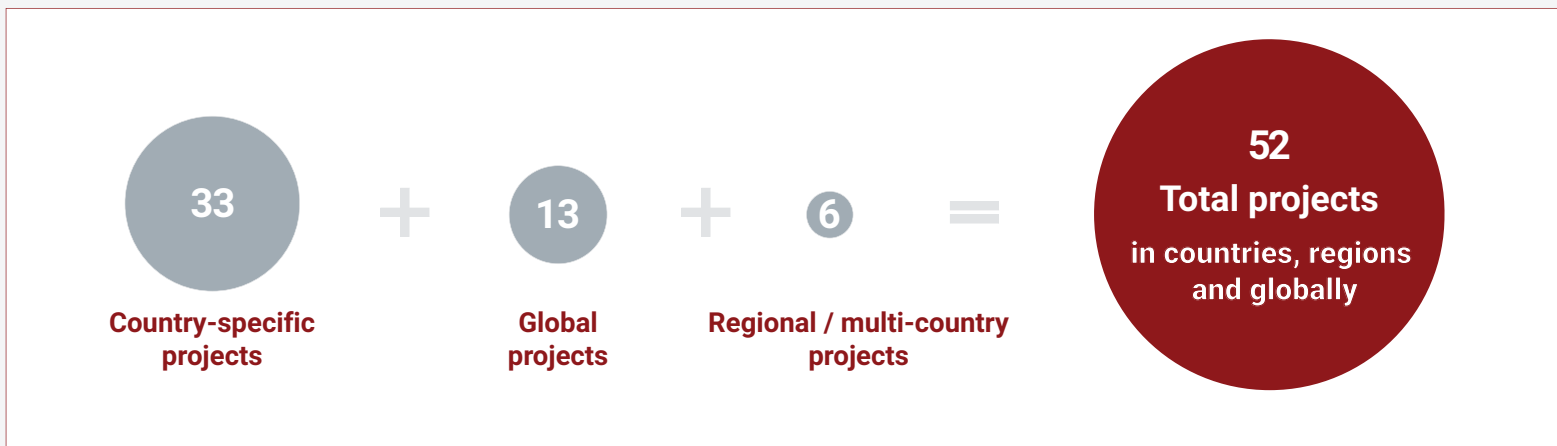 33
+
13
+
6
=
52
Total projects
in countries, regions
and globally
Country-specific
projects
Global
projects
Regional / multi-country
projects